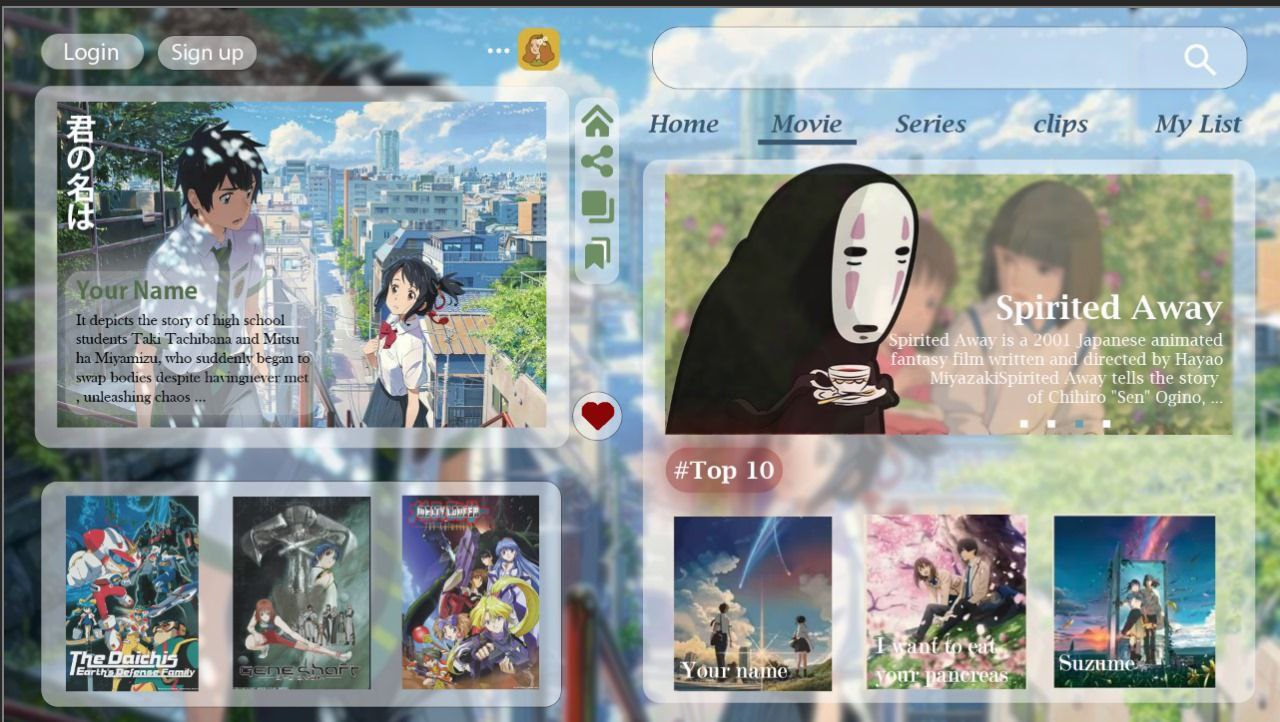 Login
Sign up
君の名は
Your Name
It depicts the story of high school
students Taki Tachibana and Mitsu
ha Miyamizu, who suddenly began to
swap bodies despite havingnever met
, unleashing chaos ...
The Daichis
Earth's Defense Family
GENE SHAFT
MELTY LANCER
Home
Movie
Series
clips
My List
Spirited Away
Spirited Away is a 2001 Japanese animated
fantasy film written and directed by Hayao
MiyazakiSpirited Away tells the story
of Chihiro "Sen" Ogino, ...
#Top 10
Your name
I want to eat
your pancreas
Suzume